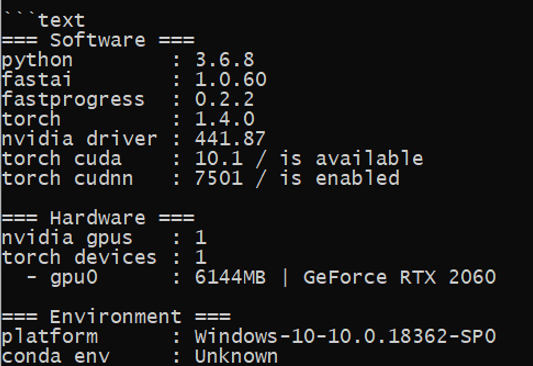 ```text
=== Software ===
python        : 3.6.8
fastai        : 1.0.60
fastprogress  : 0.2.2
torch         : 1.4.0
nvidia driver : 441.87
torch cuda    : 10.1 / is available
torch cudnn   : 7501 / is enabled

=== Hardware ===
nvidia gpus   : 1
torch devices : 1
  - gpu0      : 6144MB | GeForce RTX 2060

=== Environment ===
platform      : Windows-10-10.0.18362-SP0
conda env     : Unknown